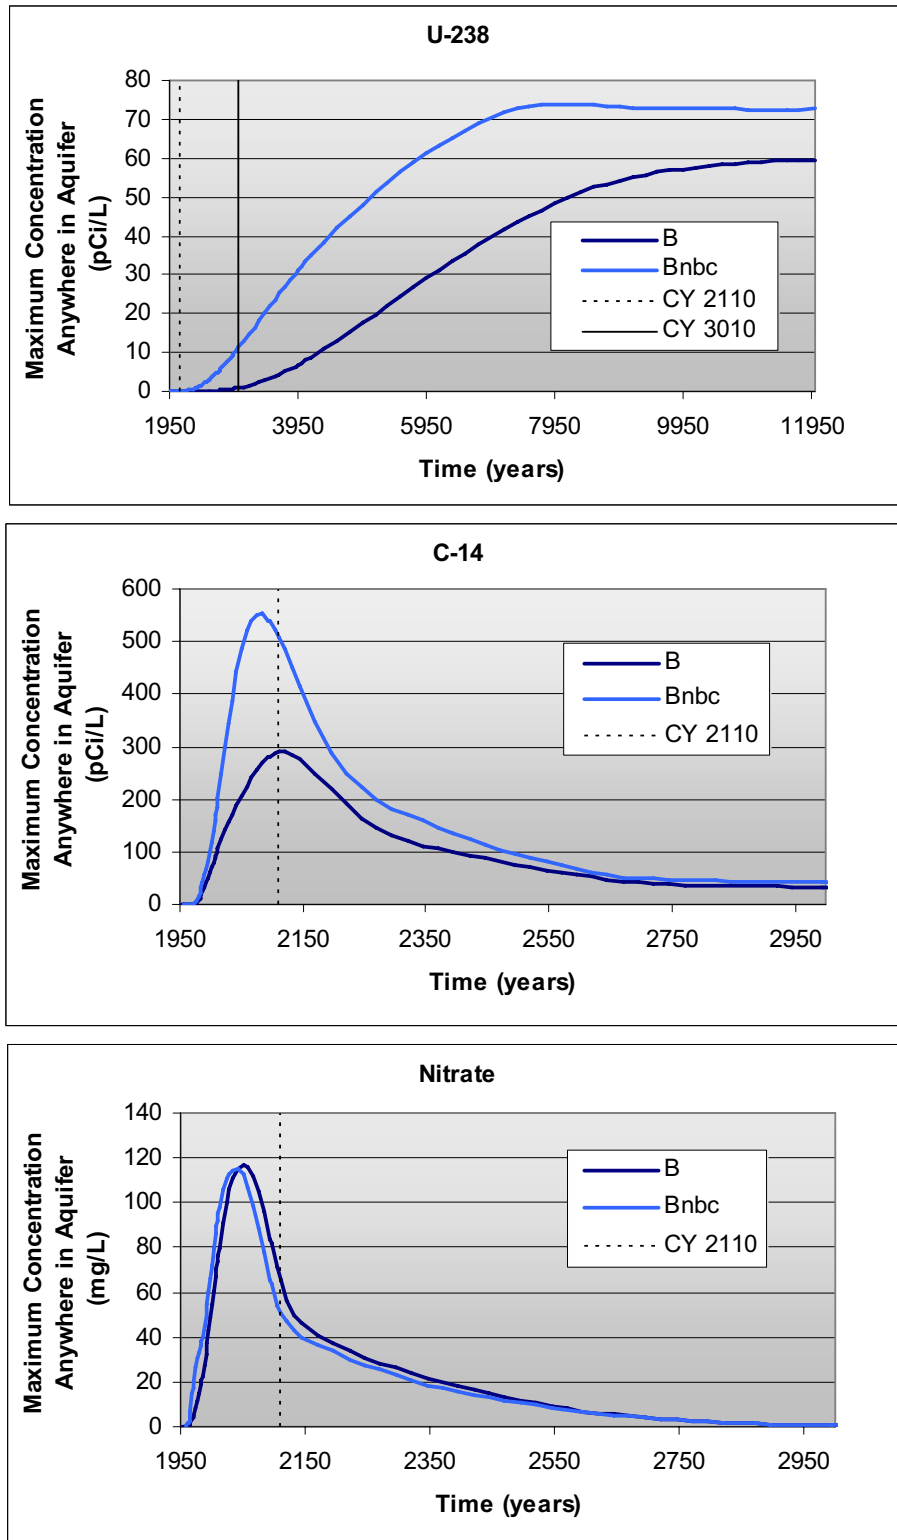 U-238
Maximum Concentration
Anywhere in Aquifer
(pCi/L)
80
70
60
50
40
30
20
10
0
B
Bnbc
CY 2110
CY 3010
1950 3950 5950 7950 9950 11950
Time (years)
C-14
Maximum Concentration
Anywhere in Aquifer
(pCi/L)
600
500
400
300
200
100
0
B
Bnbc
CY 2110
1950 2150 2350 2550 2750 2950
Time (years)
Nitrate
Maximum Concentration
Anywhere in Aquifer
(mg/L)
140
120
100
80
60
40
20
0
B
Bnbc
CY 2110
1950 2150 2350 2550 2750 2950
Time (years)